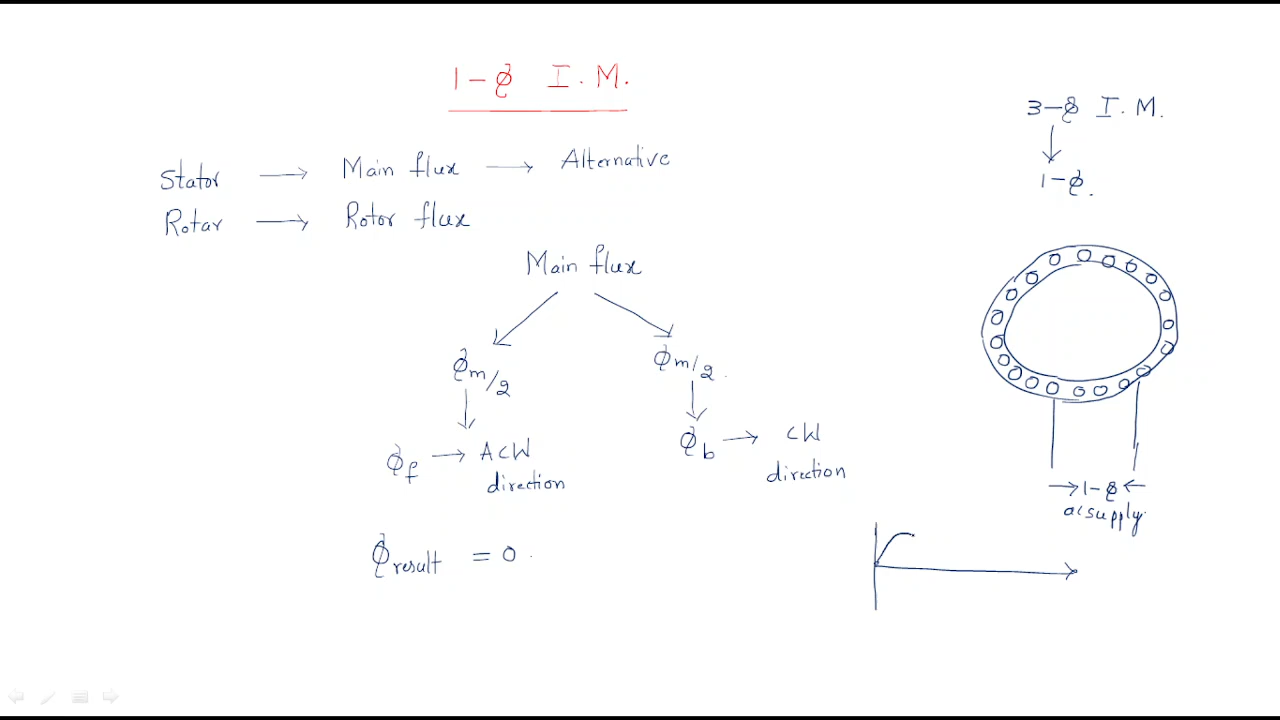 1-φ I.M.
3-φ I.M.
1-φ.
Stator → Main flux → Alternative
Rotar → Rotor flux
Main flux
φm/2
φm/2
φf → ACW
direction
φb → CW
direction
φresult = 0
→1-φ←
ac supply